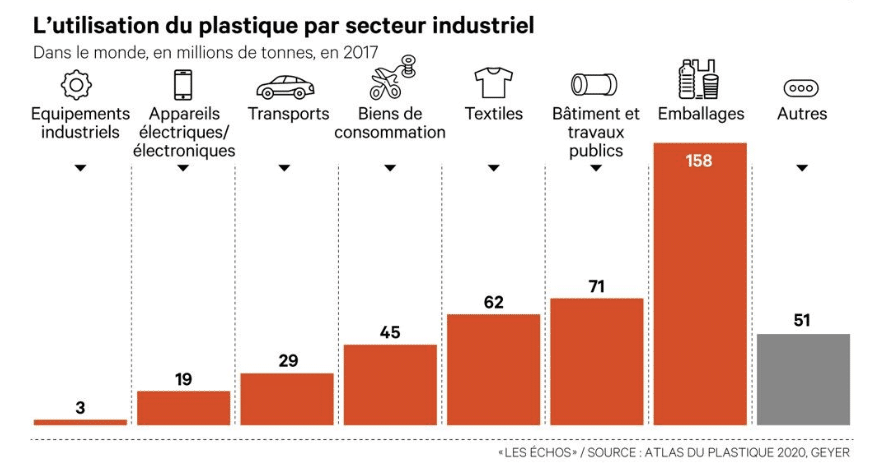 L’utilisation du plastique par secteur industriel
Dans le monde, en millions de tonnes, en 2017
Equipements
industriels
Appareils
électriques/
électroniques
Transports
Biens de
consommation
Textiles
Bâtiment et
travaux
publics
Emballages
Autres
3
19
29
45
62
71
158
51
« LES ÉCHOS » / SOURCE : ATLAS DU PLASTIQUE 2020, GEYER